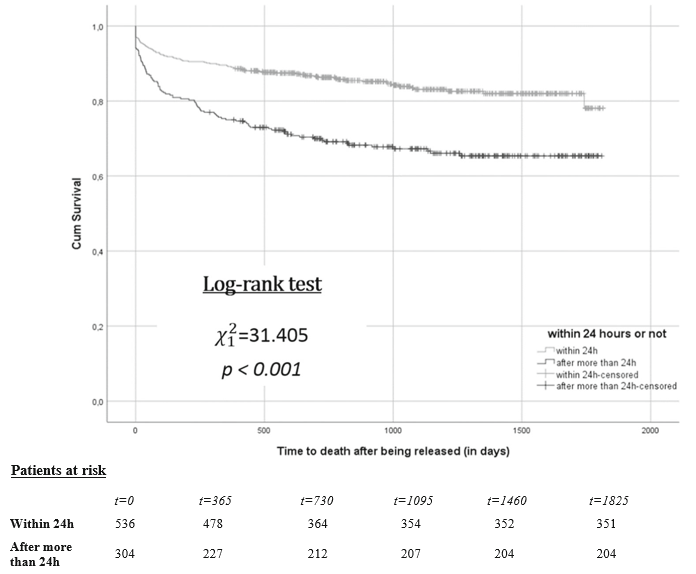 1,0
0,8
0,6
0,4
0,2
0,0
Cum Survival
Log-rank test
χ²₁=31.405
p < 0.001
within 24 hours or not
within 24h
after more than 24h
within 24h-censored
after more than 24h-censored
0 500 1000 1500 2000
Time to death after being released (in days)
Patients at risk
t=0 t=365 t=730 t=1095 t=1460 t=1825
Within 24h 536 478 364 354 352 351
After more
than 24h 304 227 212 207 204 204